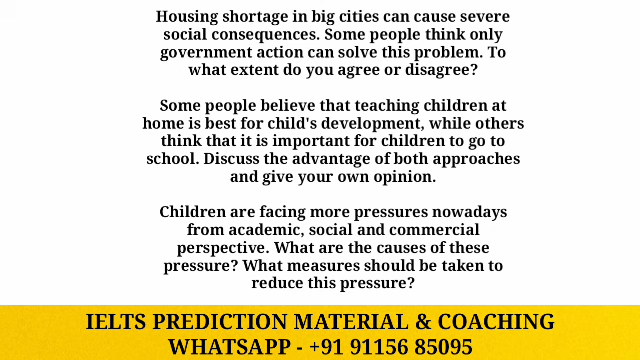 Housing shortage in big cities can cause severe
social consequences. Some people think only
government action can solve this problem. To
what extent do you agree or disagree?
Some people believe that teaching children at
home is best for child's development, while others
think that it is important for children to go to
school. Discuss the advantage of both approaches
and give your own opinion.
Children are facing more pressures nowadays
from academic, social and commercial
perspective. What are the causes of these
pressure? What measures should be taken to
reduce this pressure?
IELTS PREDICTION MATERIAL & COACHING
WHATSAPP - +91 91156 85095